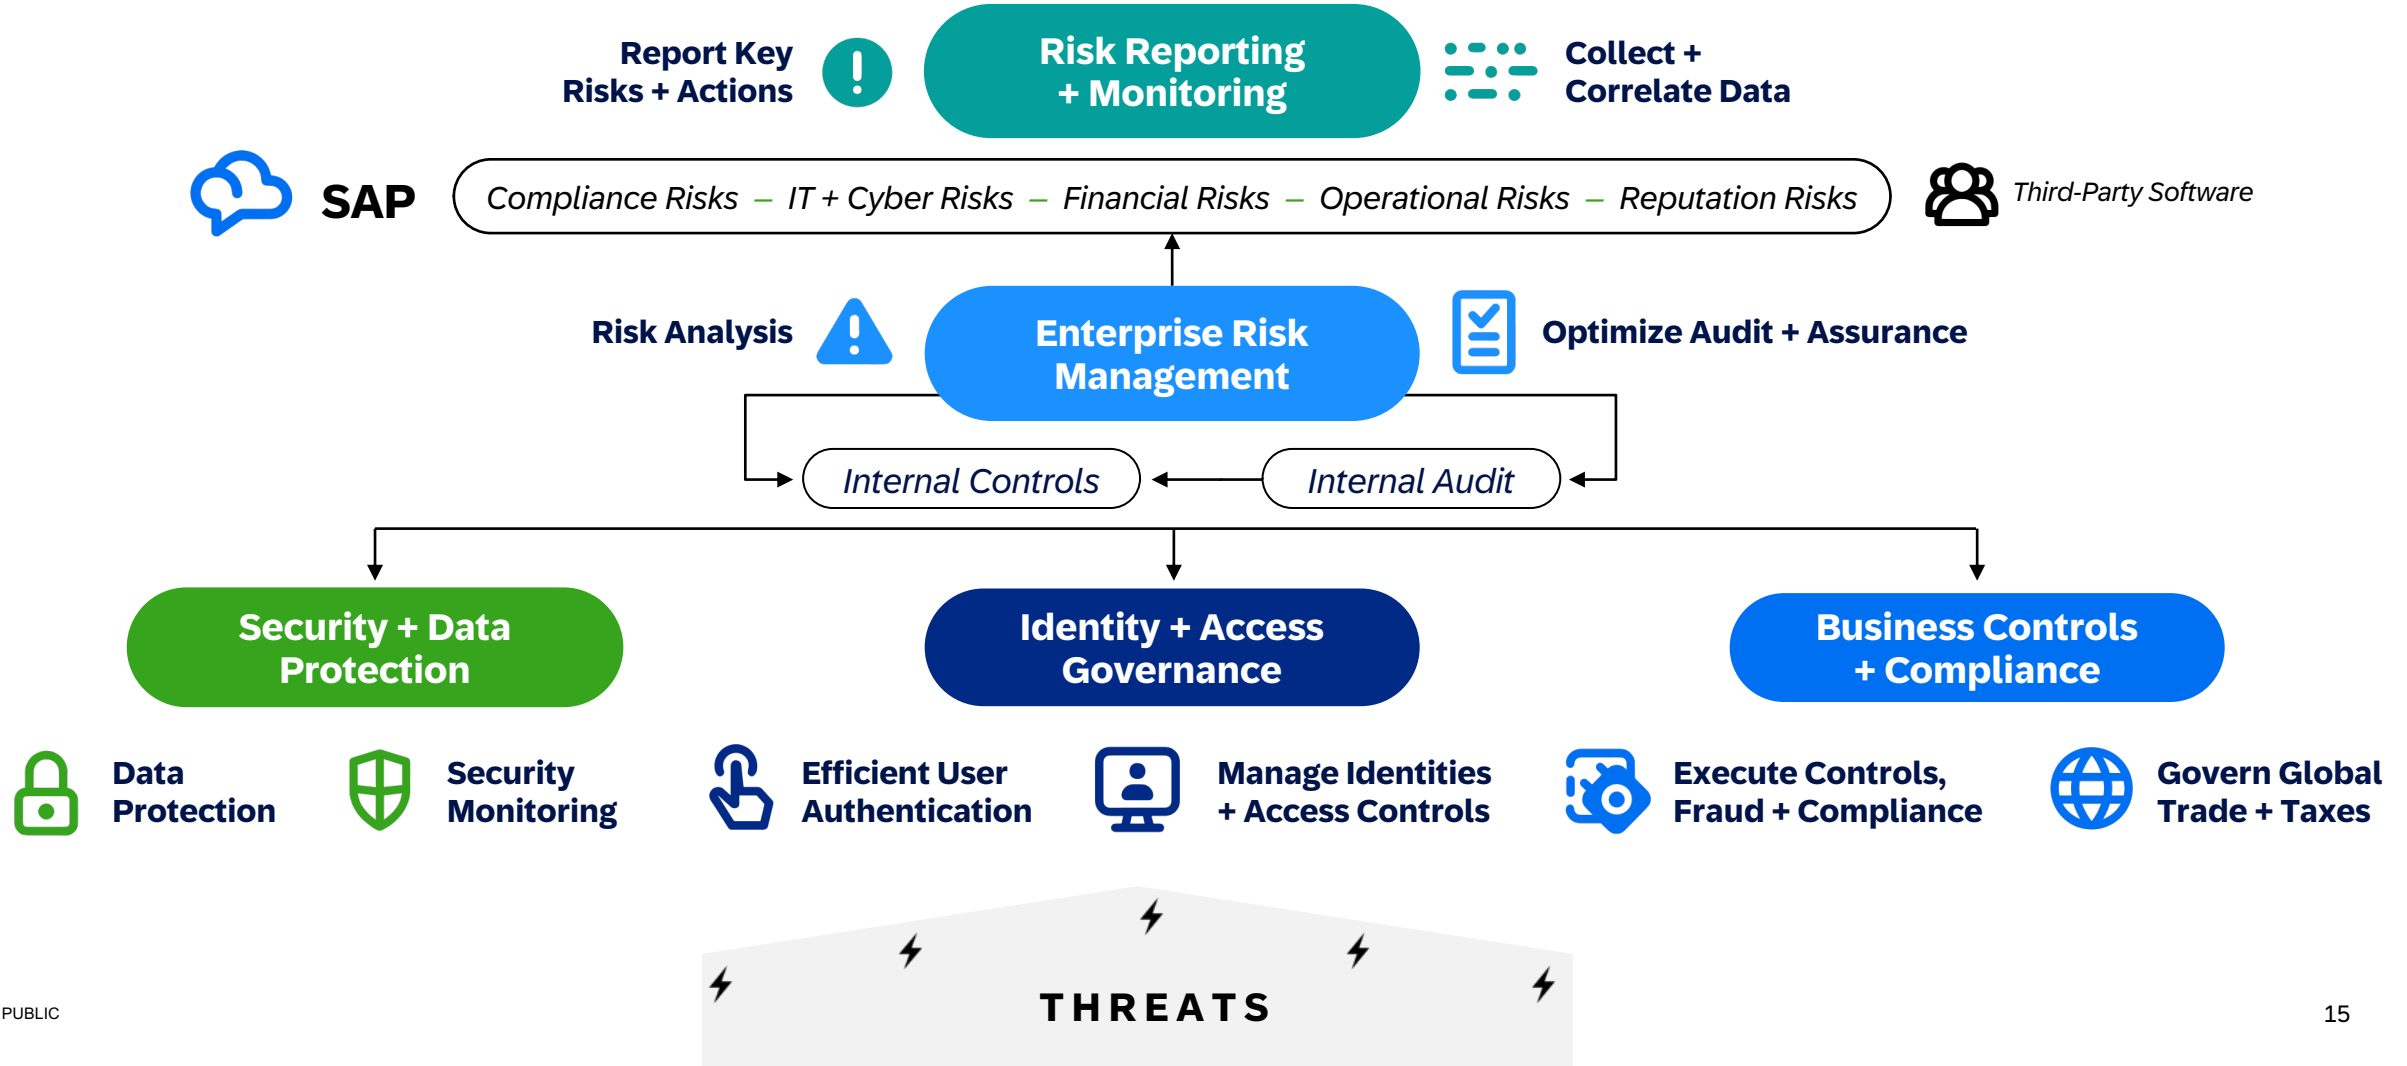 Report Key
Risks + Actions
Risk Reporting
+ Monitoring
Collect +
Correlate Data
SAP
Compliance Risks – IT + Cyber Risks – Financial Risks – Operational Risks – Reputation Risks
Third-Party Software
Risk Analysis
Enterprise Risk
Management
Optimize Audit + Assurance
Internal Controls
Internal Audit
Security + Data
Protection
Identity + Access
Governance
Business Controls
+ Compliance
Data
Protection
Security
Monitoring
Efficient User
Authentication
Manage Identities
+ Access Controls
Execute Controls,
Fraud + Compliance
Govern Global
Trade + Taxes
THREATS
PUBLIC
15